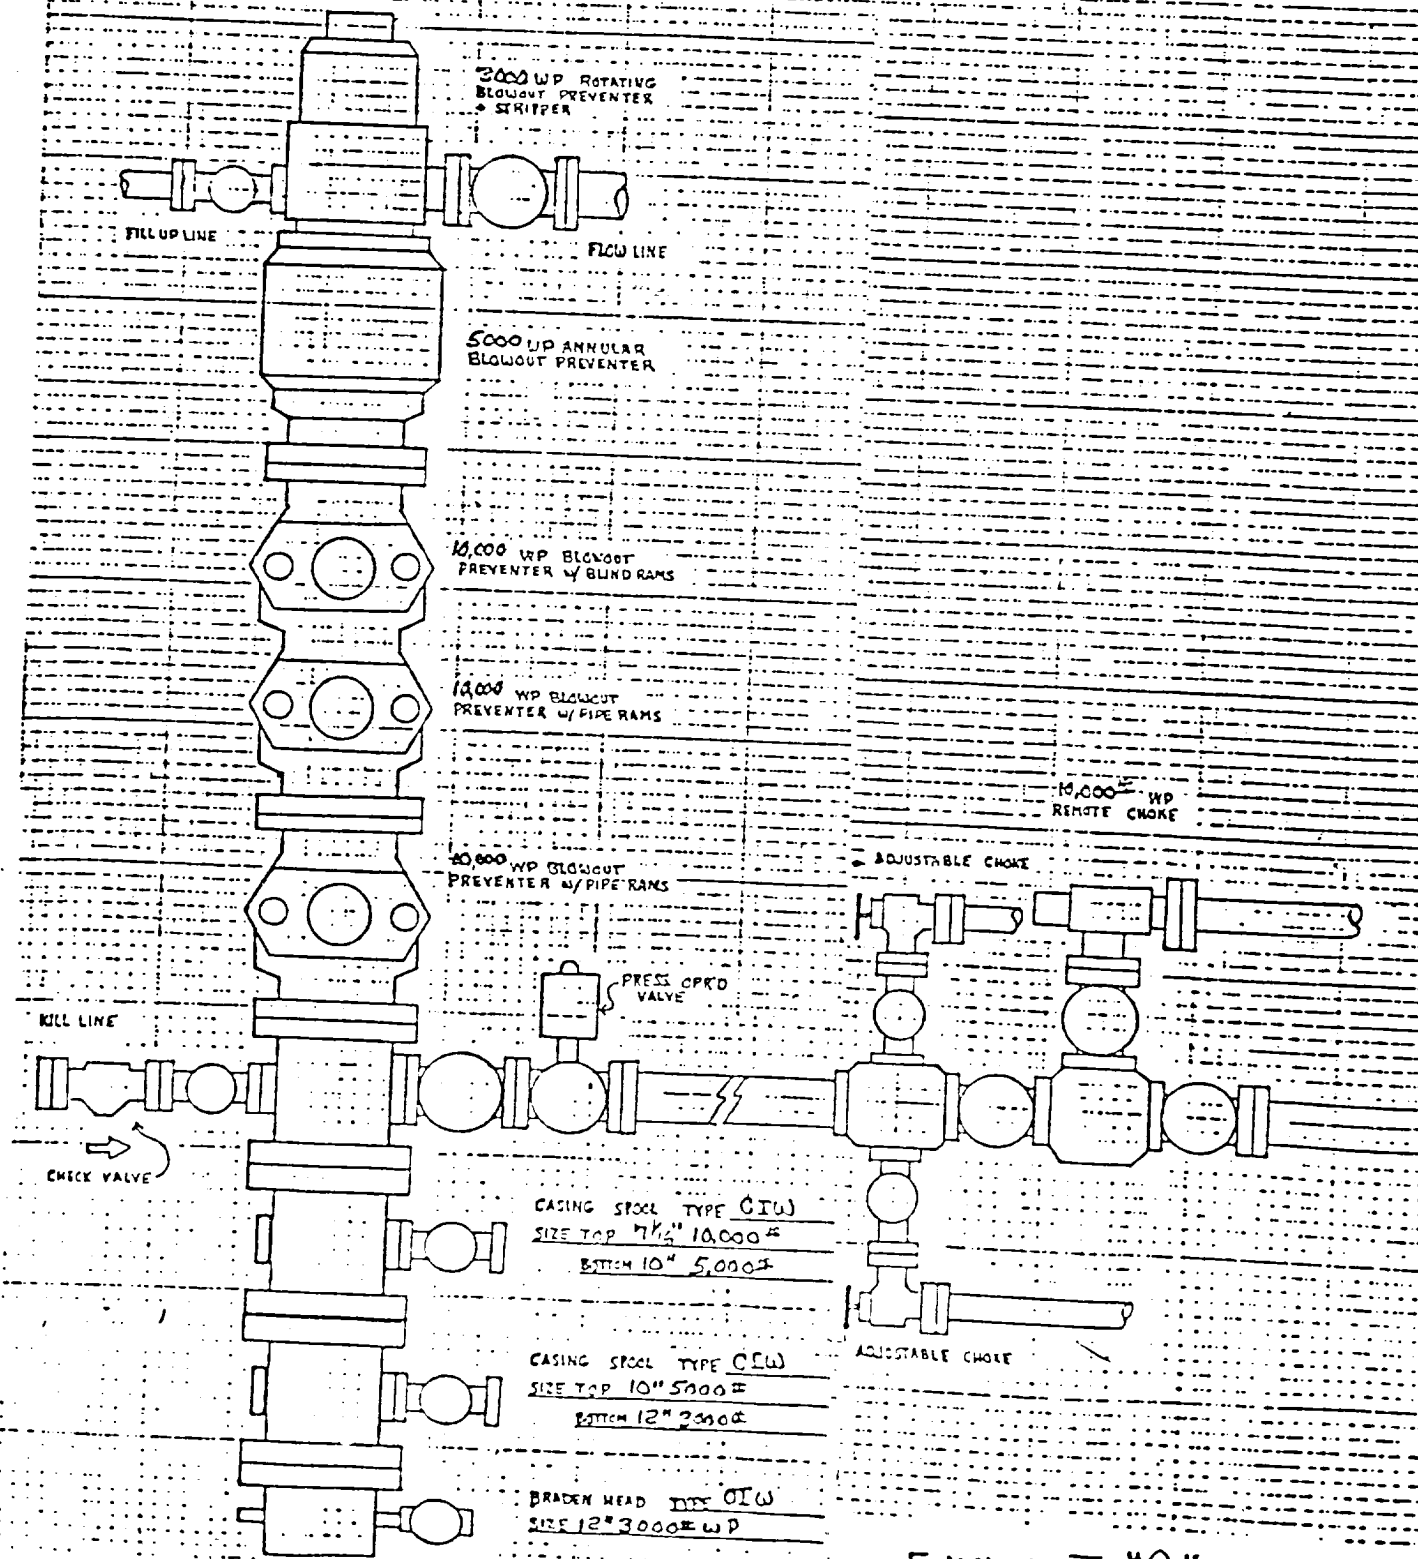 3000 WP ROTATING
BLOWOUT PREVENTER
& STRIPPER
FILL UP LINE
FLOW LINE
5000 WP ANNULAR
BLOWOUT PREVENTER
10,000 WP BLOWOUT
PREVENTER W/ BLIND RAMS
10,000 WP BLOWOUT
PREVENTER W/ PIPE RAMS
10,000# WP
REMOTE CHOKE
ADJUSTABLE CHOKE
10,000 WP BLOWOUT
PREVENTER W/ PIPE RAMS
PRESS OPR'D
VALVE
KILL LINE
CHECK VALVE
CASING SPOOL TYPE CIW
SIZE TOP 7 1/16" 10,000#
BOTTOM 10" 5,000#
ADJUSTABLE CHOKE
CASING SPOOL TYPE CIW
SIZE TOP 10" 5000#
BOTTOM 12" 3000#
BRADEN HEAD TYPE CIW
SIZE 12" 3000# WP